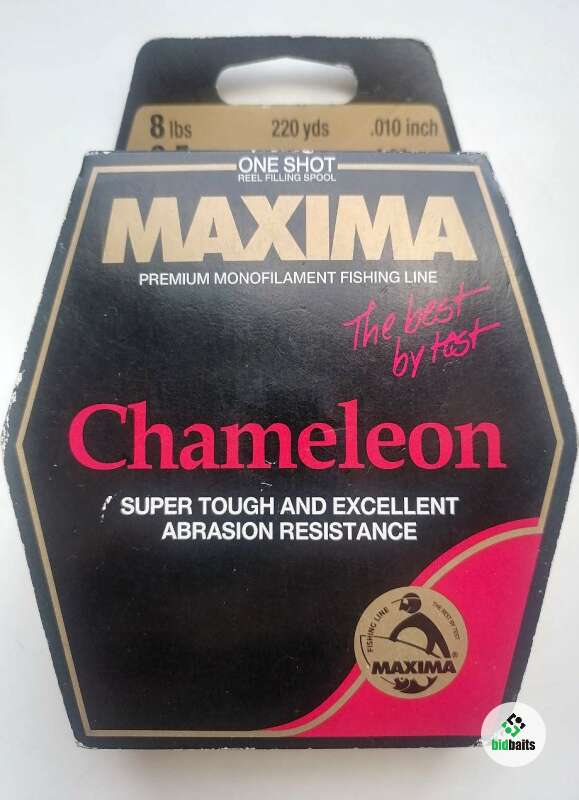 8 lbs 220 yds .010 inch
ONE SHOT
REEL FILLING SPOOL
MAXIMA
PREMIUM MONOFILAMENT FISHING LINE
The best
by test
Chameleon
SUPER TOUGH AND EXCELLENT
ABRASION RESISTANCE
FISHING LINE THE BEST BY TEST
MAXIMA®
bidbaits